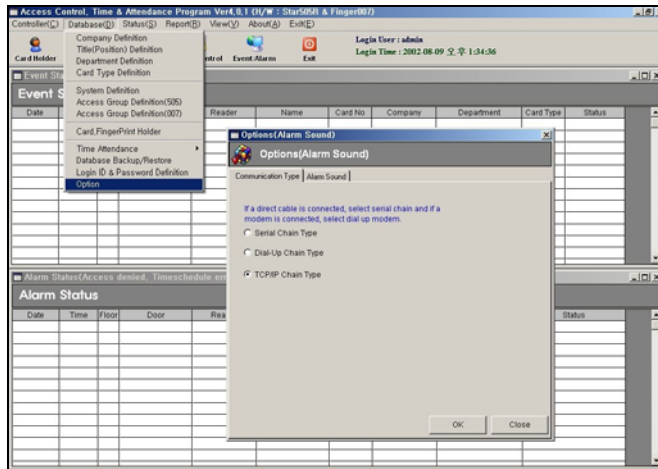 Access Control, Time & Attendance Program Ver4.0.1 (H/W : Star505R & Finger007)
Controller(C) Database(D) Status(S) Report(R) View(V) About(A) Exit(E)
Card Holder
Event Alarm
Exit
Login User : admin
Login Time : 2002-08-09 오후 1:34:36
Company Definition
Title(Position) Definition
Department Definition
Card Type Definition
System Definition
Access Group Definition(505)
Access Group Definition(007)
Card,FingerPrint Holder
Time Attendance
Database Backup/Restore
Login ID & Password Definition
Option
Event
Date Reader Name Card No Company Department Card Type Status
Options(Alarm Sound)
Options(Alarm Sound)
Communication Type Alarm Sound
If a direct cable is connected, select serial chain and if a
modem is connected, select dial up modem.
Serial Chain Type
Dial-Up Chain Type
TCP/IP Chain Type
OK Close
Alarm Status(Access denied, Timeschedule
Alarm Status
Date Time Floor Door Status